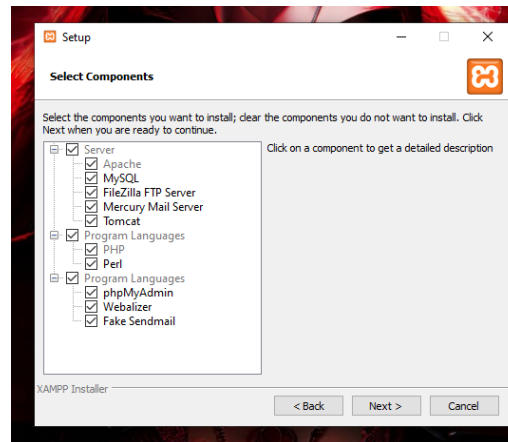 Setup
Select Components
Select the components you want to install; clear the components you do not want to install. Click
Next when you are ready to continue.
Server
Apache
MySQL
FileZilla FTP Server
Mercury Mail Server
Tomcat
Program Languages
PHP
Perl
Program Languages
phpMyAdmin
Webalizer
Fake Sendmail
Click on a component to get a detailed description
XAMPP Installer
< Back
Next >
Cancel